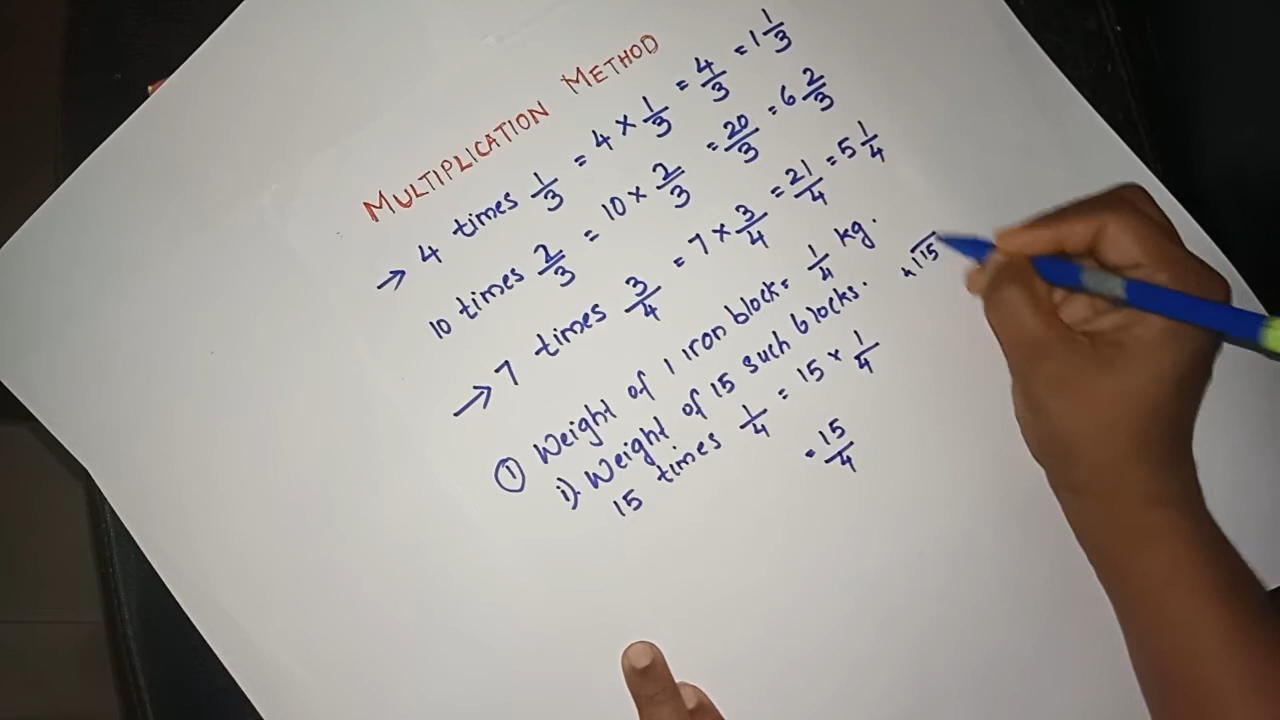 MULTIPLICATION METHOD
→ 4 times 1/3 = 4 × 1/3 = 4/3 = 1 1/3
10 times 2/3 = 10 × 2/3 = 20/3 = 6 2/3
→ 7 times 3/4 = 7 × 3/4 = 21/4 = 5 1/4
① Weight of 1 iron block = 1/4 kg.
i). Weight of 15 such blocks.
15 times 1/4 = 15 × 1/4
= 15/4
4 15